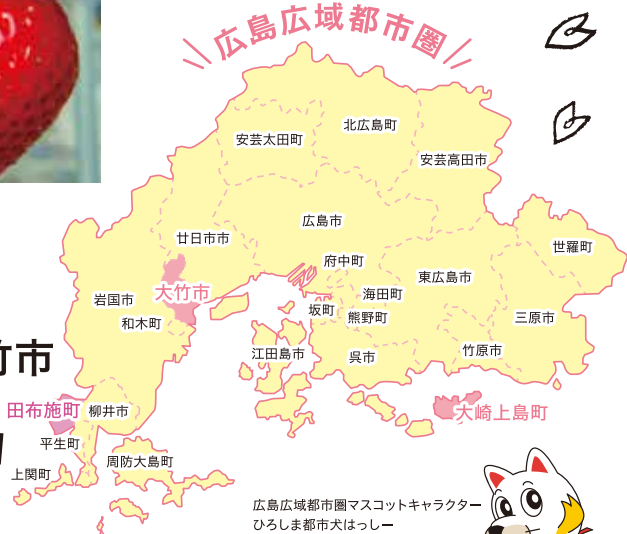 広島広域都市圏
北広島町
安芸太田町
安芸高田市
広島市
廿日市市
世羅町
府中町
東広島市
大竹市
海田町
岩国市
坂町
熊野町
三原市
和木町
江田島市
呉市
竹原市
竹市
田布施町
柳井市
大崎上島町
平生町
周防大島町
上関町
広島広域都市圏マスコットキャラクター
ひろしま都市犬はっしー